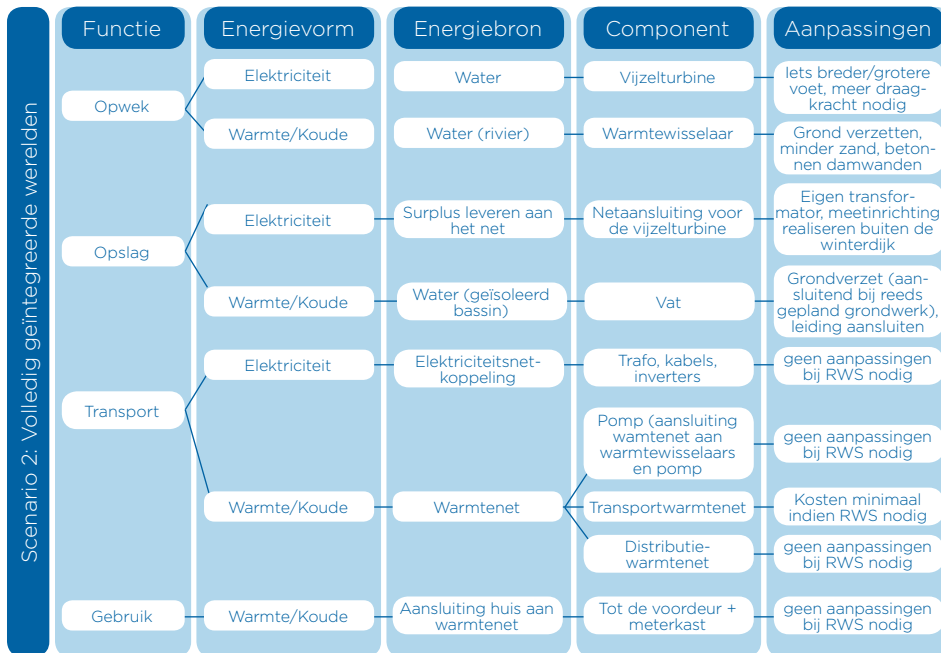 Scenario 2: Volledig geïntegreerde werelden
Functie
Energievorm
Energiebron
Component
Aanpassingen
Opwek
Elektriciteit
Water
Vijzelturbine
Iets breder/grotere
voet, meer draag-
kracht nodig
Warmte/Koude
Water (rivier)
Warmtewisselaar
Grond verzetten,
minder zand, beton-
nen damwanden
Opslag
Elektriciteit
Surplus leveren aan
het net
Netaansluiting voor
de vijzelturbine
Eigen transfor-
mator, meetinrichting
realiseren buiten de
winterdijk
Warmte/Koude
Water (geïsoleerd
bassin)
Vat
Grondverzet (aan-
sluitend bij reeds
gepland grondwerk),
leiding aansluiten
Transport
Elektriciteit
Elektriciteitsnet-
koppeling
Trafo, kabels,
inverters
geen aanpassingen
bij RWS nodig
Warmte/Koude
Warmtenet
Pomp (aansluiting
wamtenet aan
warmtewisselaars
en pomp
geen aanpassingen
bij RWS nodig
Transportwarmtenet
Kosten minimaal
indien RWS nodig
Distributie-
warmtenet
geen aanpassingen
bij RWS nodig
Gebruik
Warmte/Koude
Aansluiting huis aan
warmtenet
Tot de voordeur +
meterkast
geen aanpassingen
bij RWS nodig